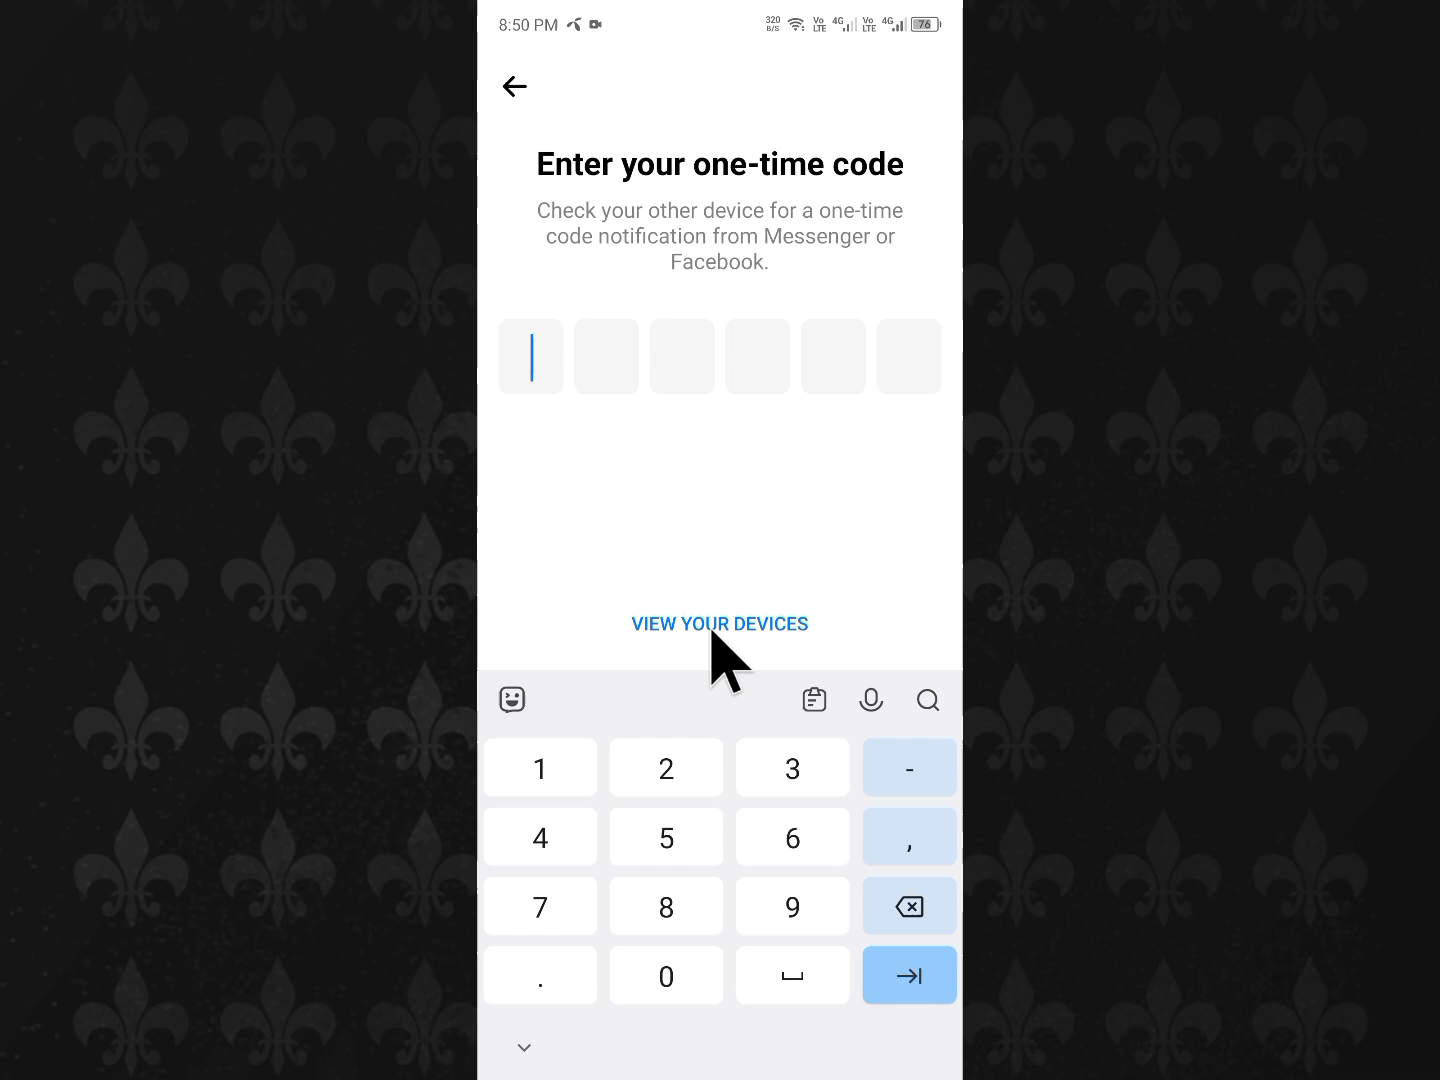 8:50 PM 320 B/S Vo LTE 4G Vo LTE 4G 76
Enter your one-time code
Check your other device for a one-time
code notification from Messenger or
Facebook.
VIEW YOUR DEVICES
1 2 3 -
4 5 6 ,
7 8 9
. 0